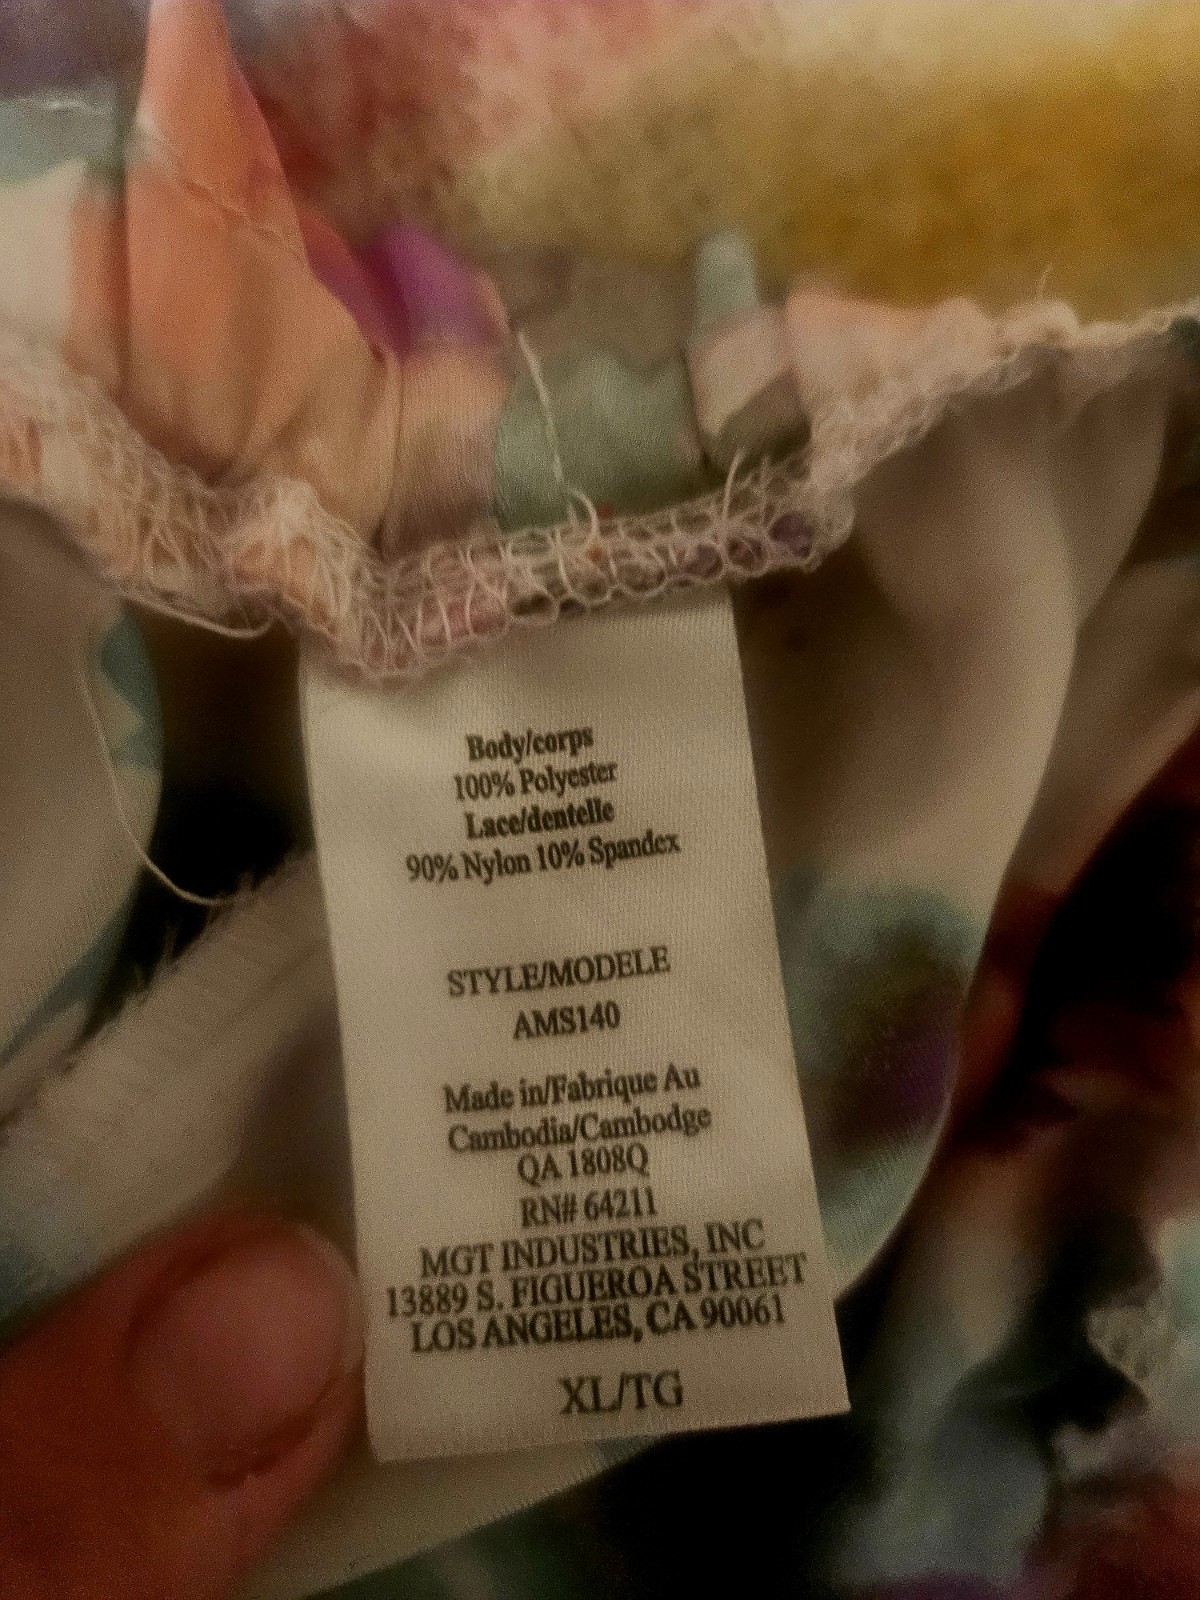 Body/corps
100% Polyester
Lace/dentelle
90% Nylon 10% Spandex
STYLE/MODELE
AMS140
Made in/Fabrique Au
Cambodia/Cambodge
QA 1808Q
RN# 64211
MGT INDUSTRIES, INC
13889 S. FIGUEROA STREET
LOS ANGELES, CA 90061
XL/TG